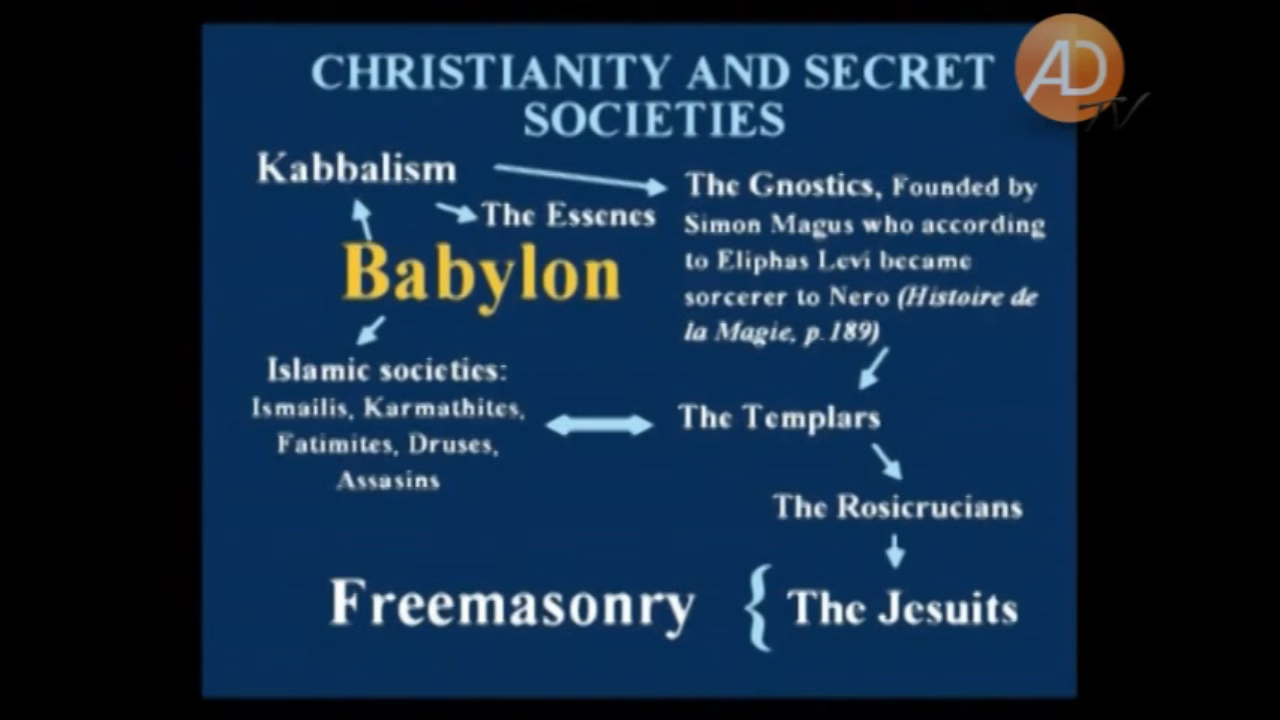 CHRISTIANITY AND SECRET
SOCIETIES
Kabbalism
The Essenes
Babylon
The Gnostics, Founded by
Simon Magus who according
to Eliphas Levi became
sorcerer to Nero (Histoire de
la Magie, p.189)
Islamic societies:
Ismailis, Karmathites,
Fatimites, Druses,
Assasins
The Templars
The Rosicrucians
Freemasonry { The Jesuits
AD
TV